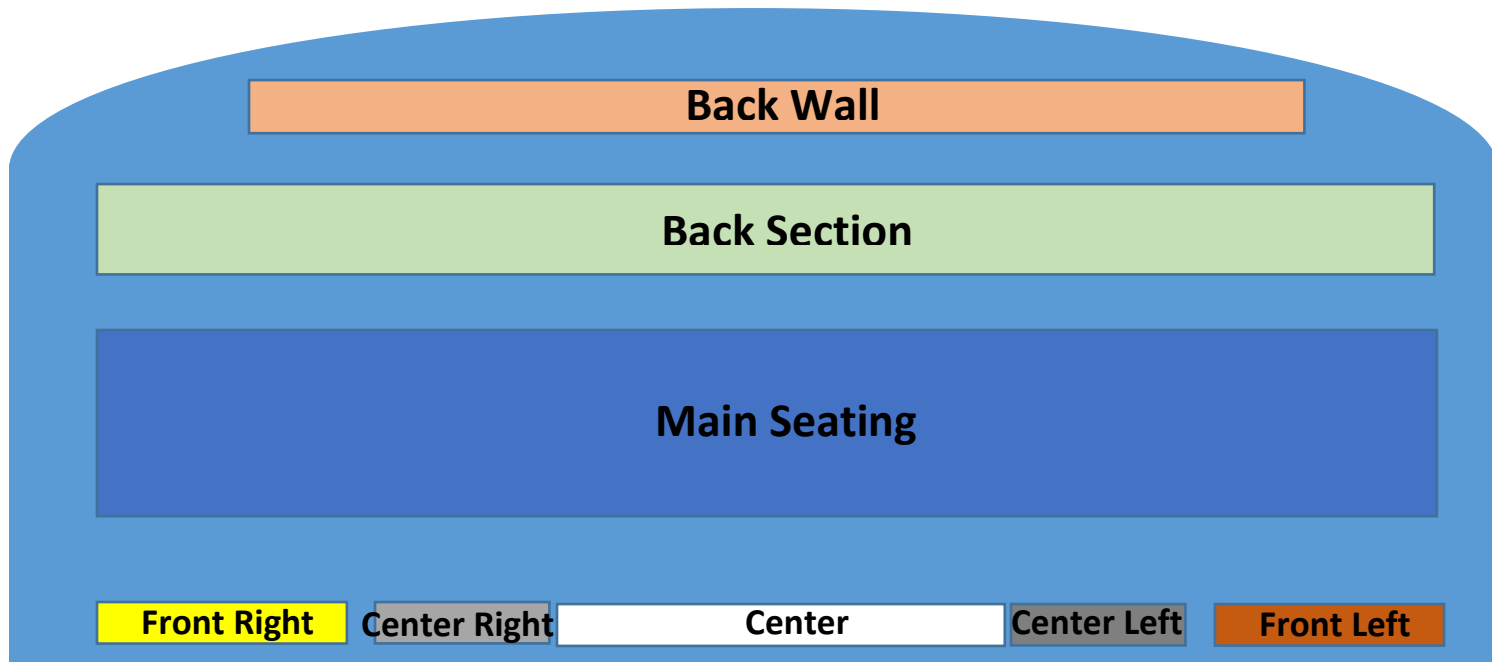 Back Wall
Back Section
Main Seating
Front Right
Center Right
Center
Center Left
Front Left